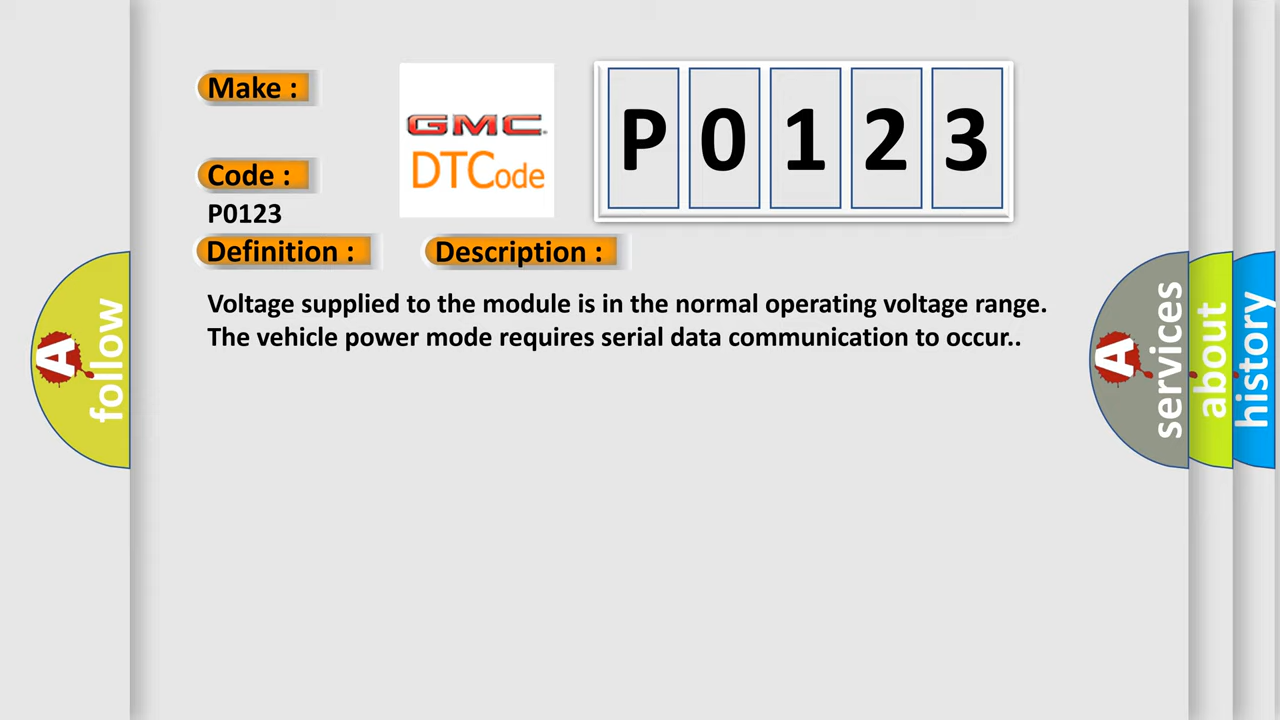 Make :
GMC
DTCode
P0123
Code :
P0123
Definition :
Description :
Voltage supplied to the module is in the normal operating voltage range.
The vehicle power mode requires serial data communication to occur..
A follow
A services
about
history